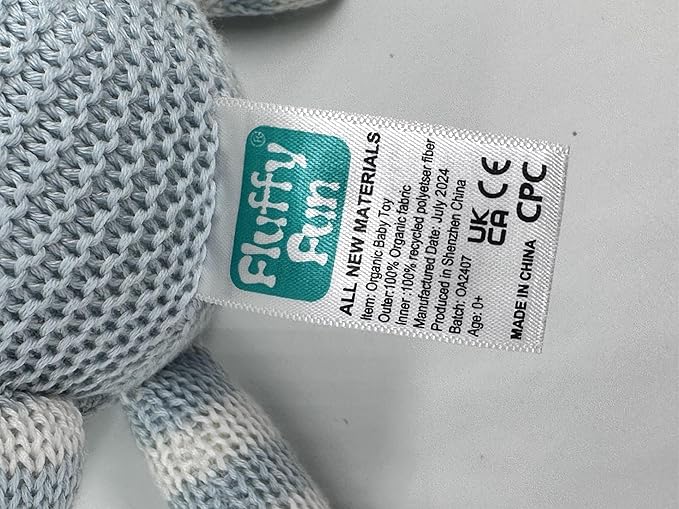 Fluffy
Fun
®
ALL NEW MATERIALS
Item: Organic Baby Toy
Outer:100% Organic fabric
Inner :100% recycled polyetser fiber
Manufactured Date: July 2024
Produced in Shenzhen China
Batch: OA2407
Age: 0+
UK
CA
CE
MADE IN CHINA
CPC